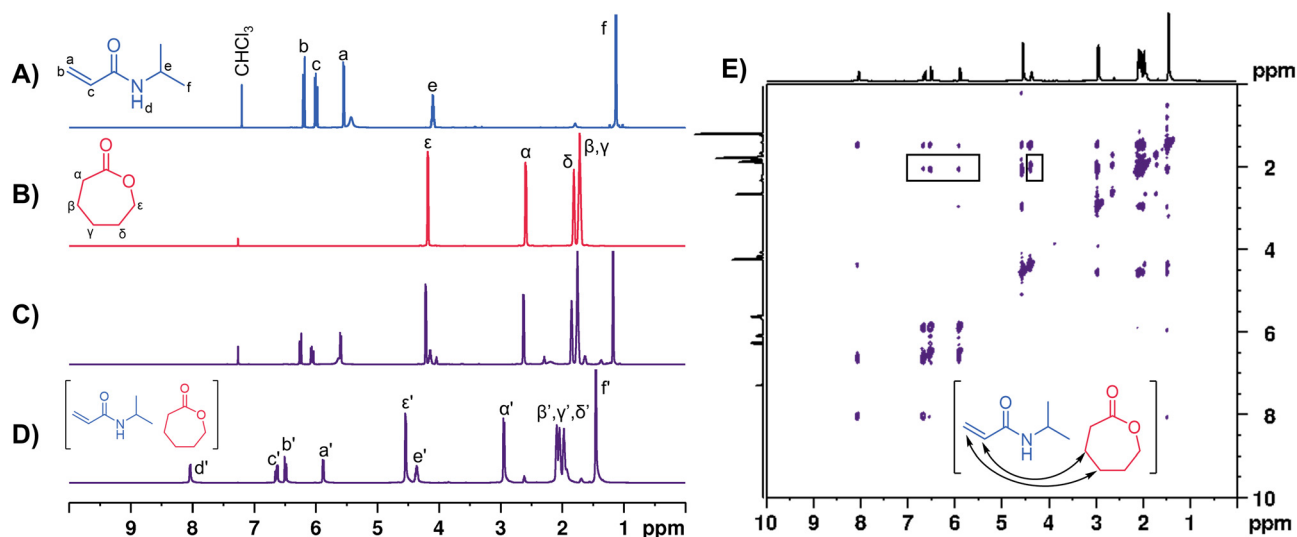 A)
O
a
b
c
N
H
d
e
f
CHCl3
b
c
a
e
f
B)
O
O
α
β
γ
δ
ε
ε
α
δ
β,γ
C)
D)
O
N
H
O
O
d'
c'
b'
a'
ε'
e'
α'
β',γ',δ'
f'
9 8 7 6 5 4 3 2 1 ppm
E)
ppm
2
4
6
8
10
O
N
H
O
O
10 9 8 7 6 5 4 3 2 1 ppm